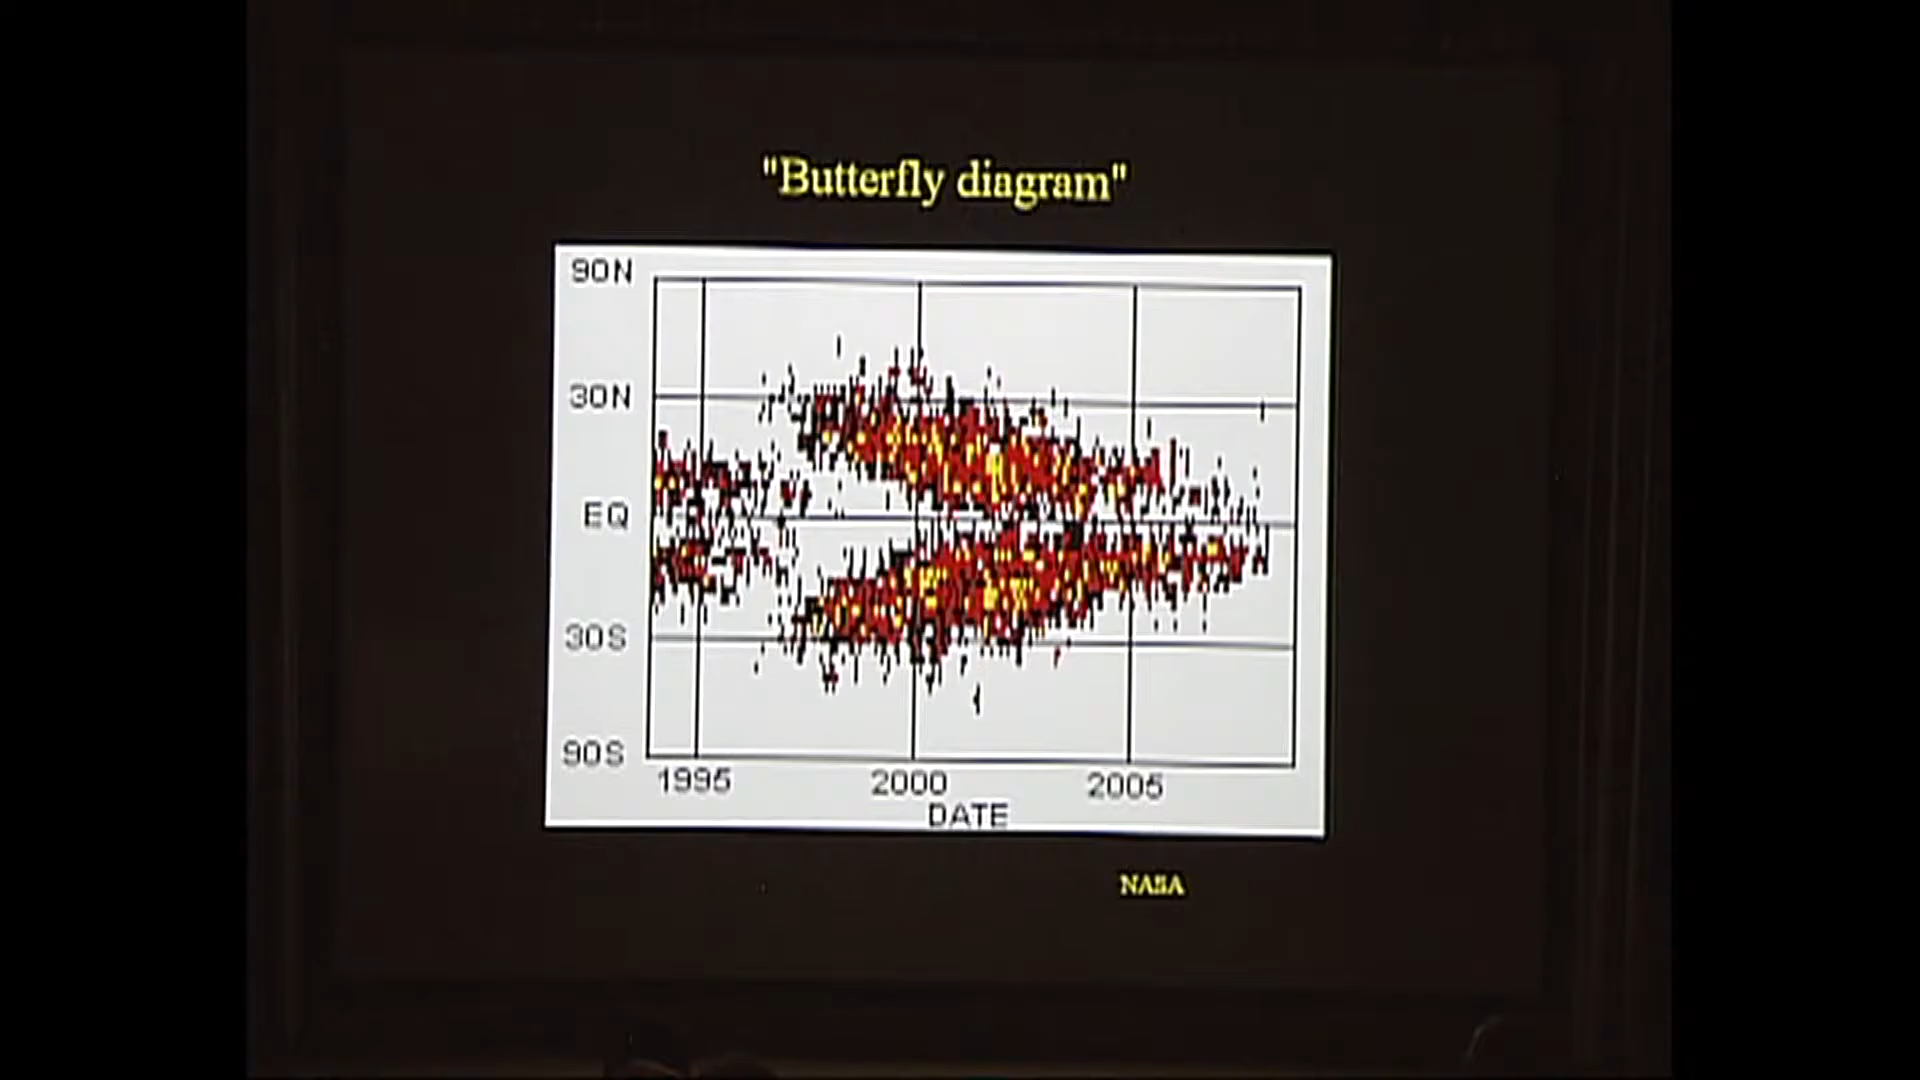 "Butterfly diagram"
90N
30N
EQ
30S
90S
1995 2000 2005
DATE
NASA